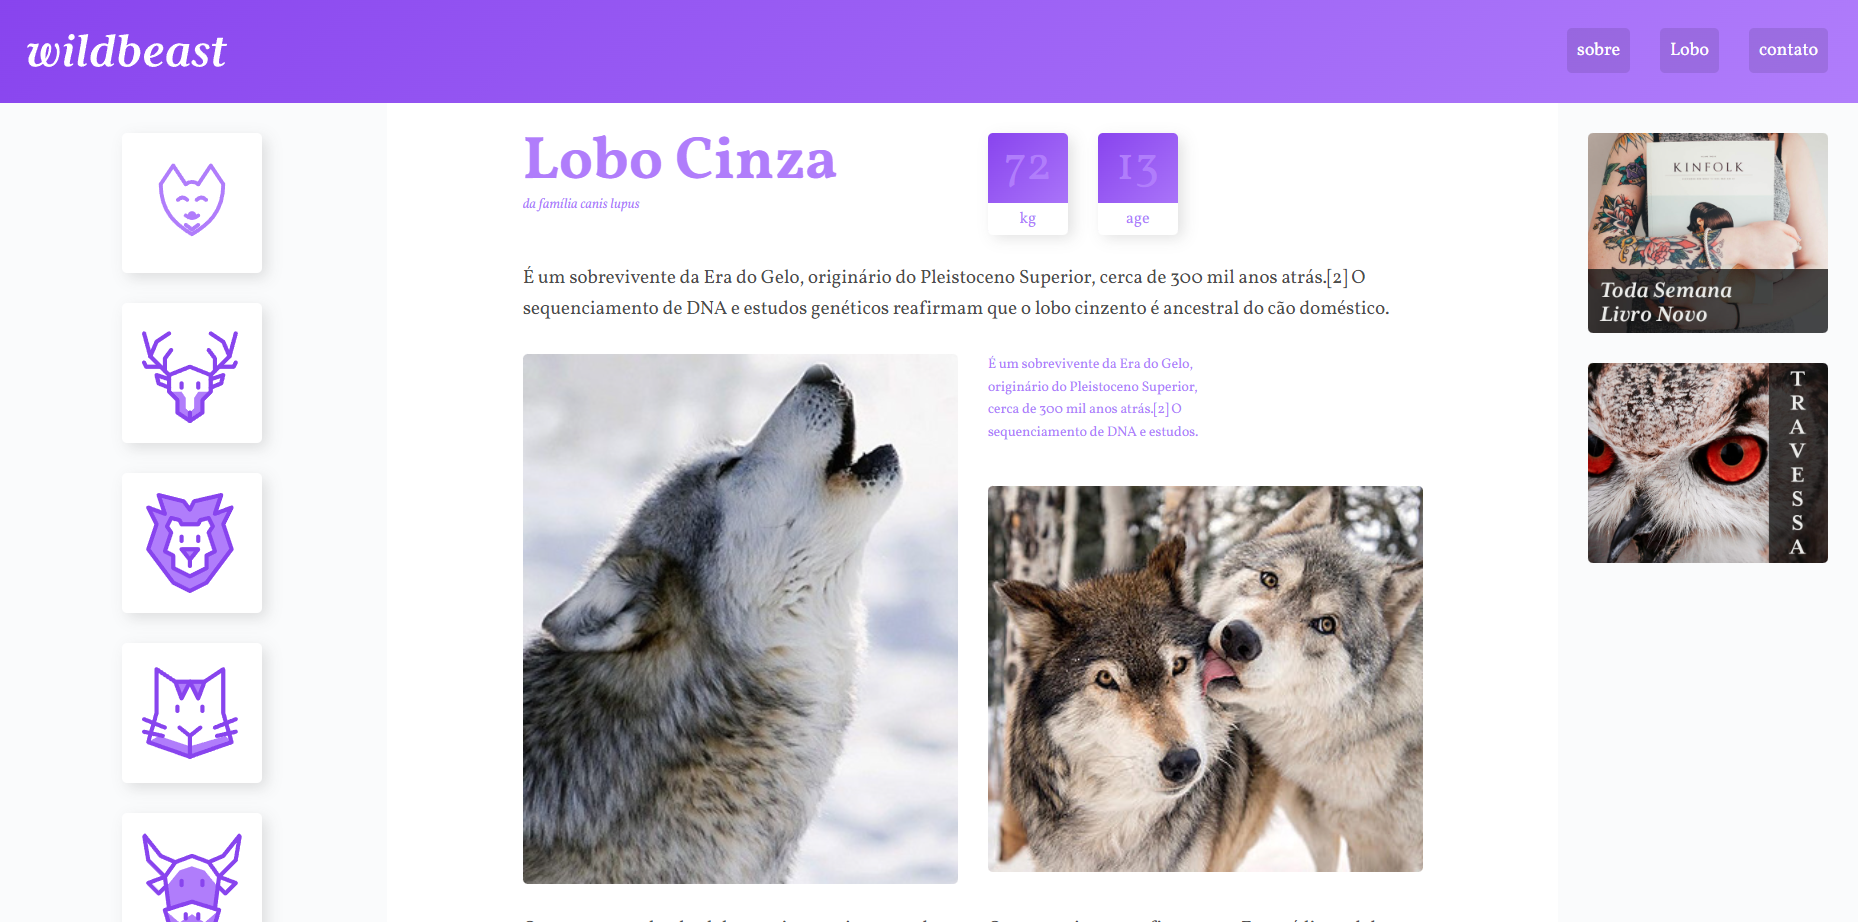 wildbeast
sobre
Lobo
contato
Lobo Cinza
da família canis lupus
72
kg
13
age
É um sobrevivente da Era do Gelo, originário do Pleistoceno Superior, cerca de 300 mil anos atrás.[2] O
sequenciamento de DNA e estudos genéticos reafirmam que o lobo cinzento é ancestral do cão doméstico.
É um sobrevivente da Era do Gelo,
originário do Pleistoceno Superior,
cerca de 300 mil anos atrás.[2] O
sequenciamento de DNA e estudos.
KINFOLK
Toda Semana
Livro Novo
TRAVESSA